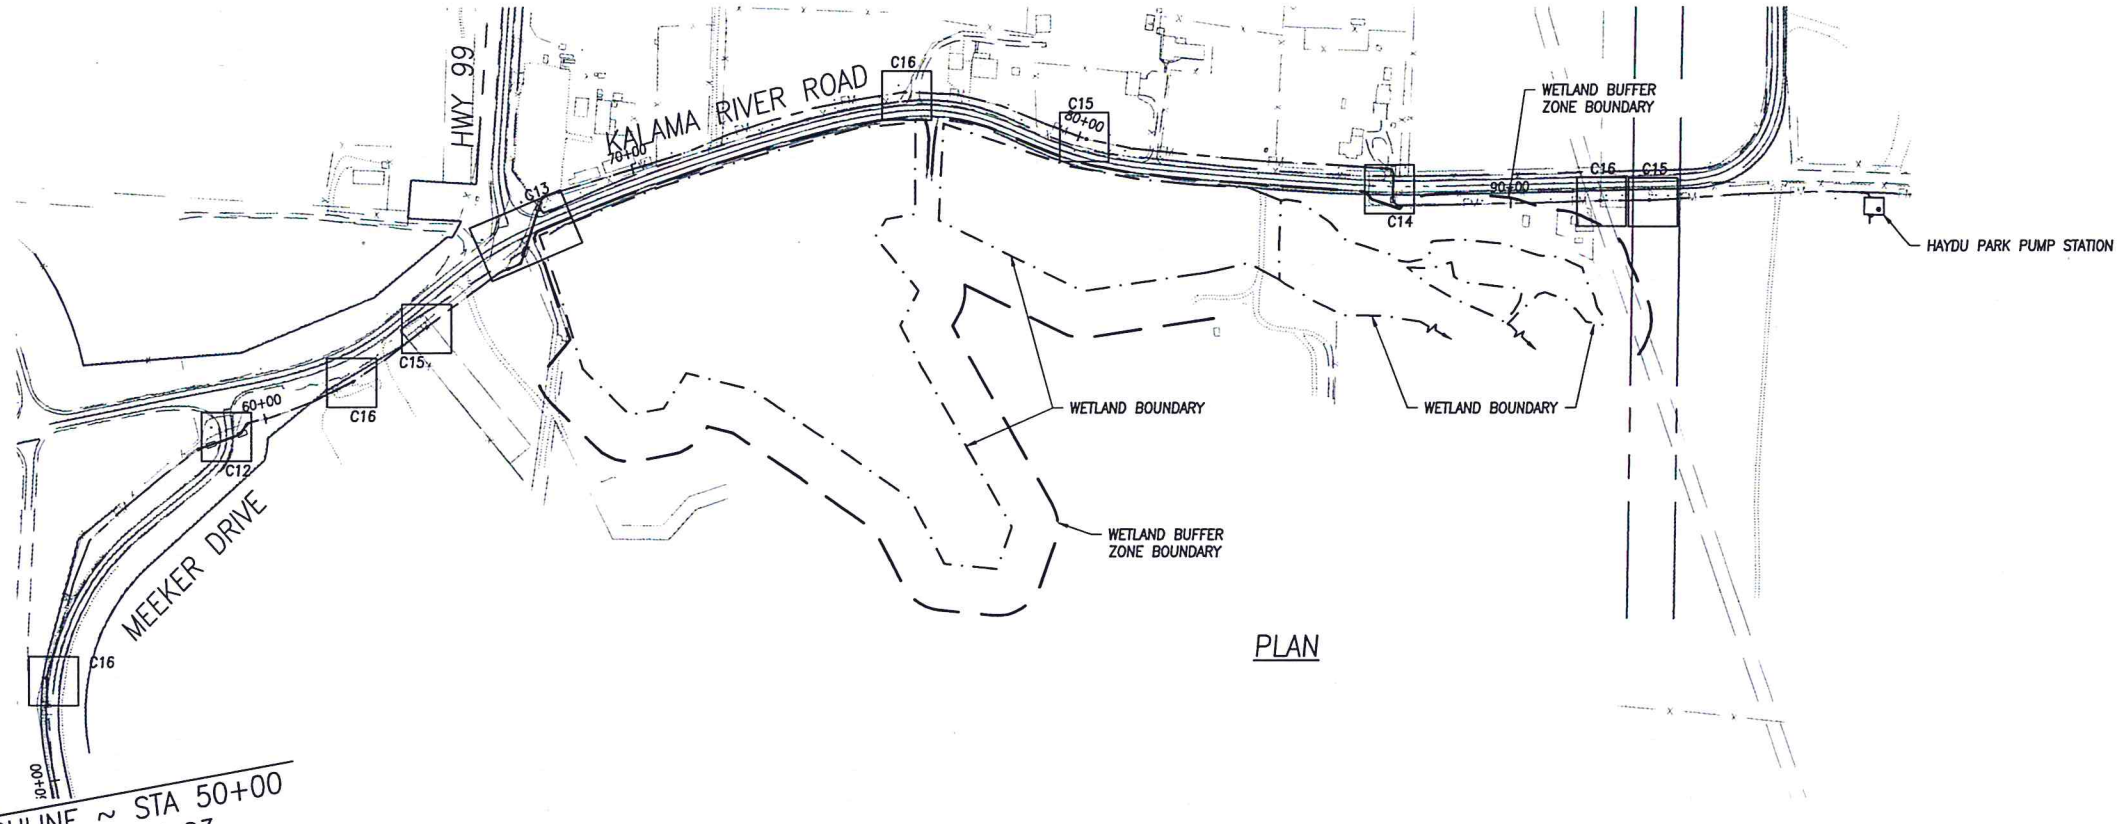 HWY 99
KALAMA RIVER ROAD
C16
C15
80+00
70+00
C13
WETLAND BUFFER
ZONE BOUNDARY
C16
C15
90+00
C14
HAYDU PARK PUMP STATION
C15
C16
60+00
C12
MEEKER DRIVE
C16
WETLAND BOUNDARY
WETLAND BOUNDARY
WETLAND BUFFER
ZONE BOUNDARY
PLAN
~ STA 50+00